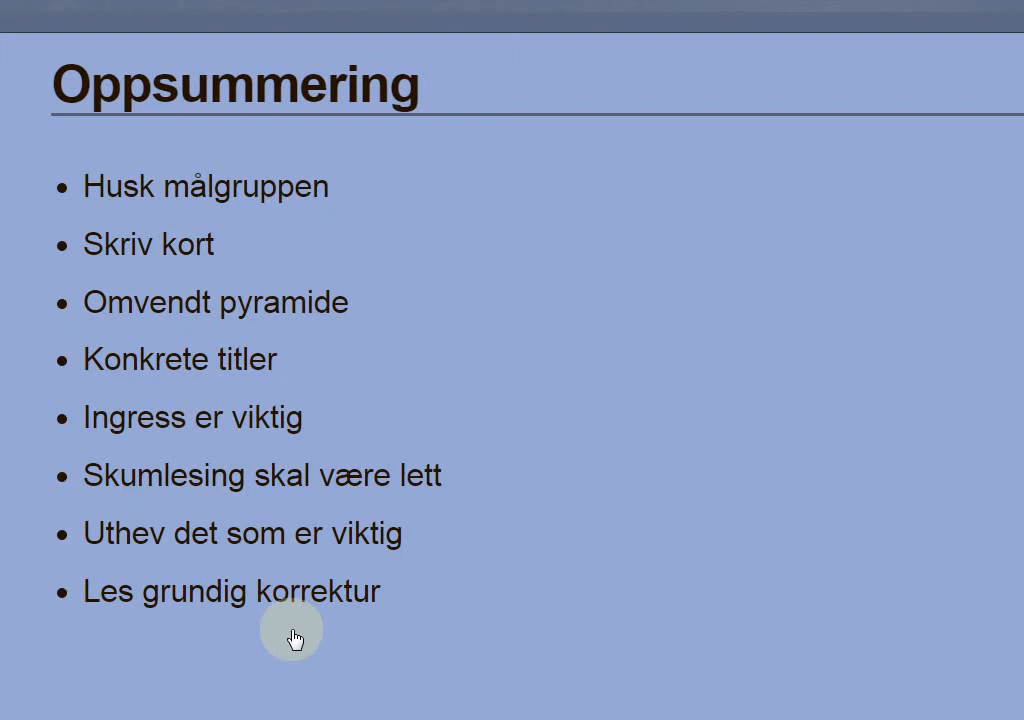 Oppsummering
• Husk målgruppen
• Skriv kort
• Omvendt pyramide
• Konkrete titler
• Ingress er viktig
• Skumlesing skal være lett
• Uthev det som er viktig
• Les grundig korrektur